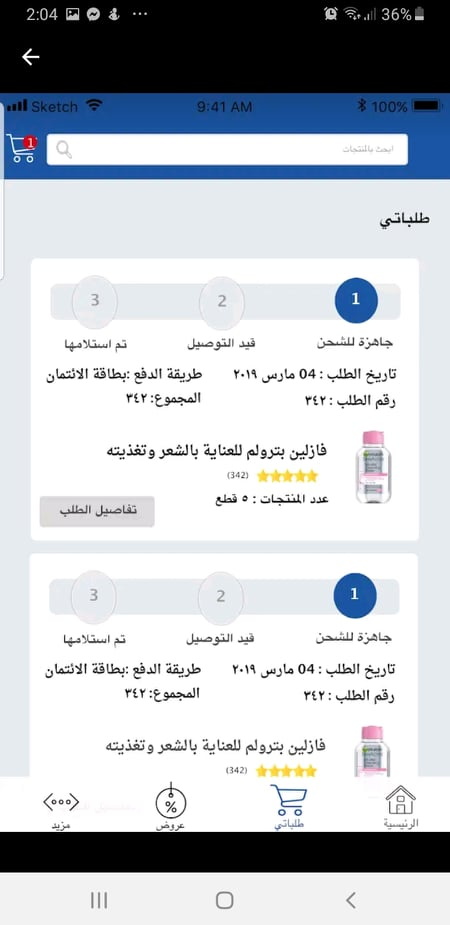 2:04
36%
Sketch
9:41 AM
100%
1
ابحث بالمنتجات
طلباتي
1
2
3
جاهزة للشحن
قيد التوصيل
تم استلامها
تاريخ الطلب : 04 مارس ٢٠١٩
طريقة الدفع :بطاقة الائتمان
رقم الطلب : ٣٤٢
المجموع: ٣٤٢
فازلين بترولم للعناية بالشعر وتغذيته
(342)
عدد المنتجات : ٥ قطع
تفاصيل الطلب
1
2
3
جاهزة للشحن
قيد التوصيل
تم استلامها
تاريخ الطلب : 04 مارس ٢٠١٩
طريقة الدفع :بطاقة الائتمان
رقم الطلب : ٣٤٢
المجموع: ٣٤٢
فازلين بترولم للعناية بالشعر وتغذيته
(342)
الرئيسية
طلباتي
عروض
مزيد